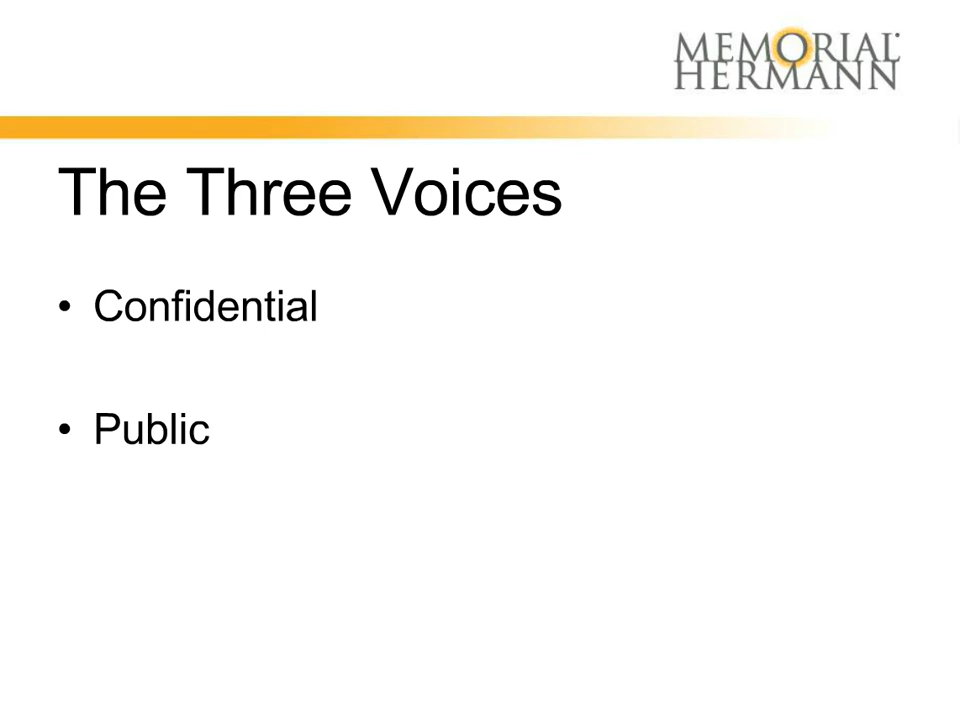 MEMORIAL
HERMANN
The Three Voices
• Confidential
• Public